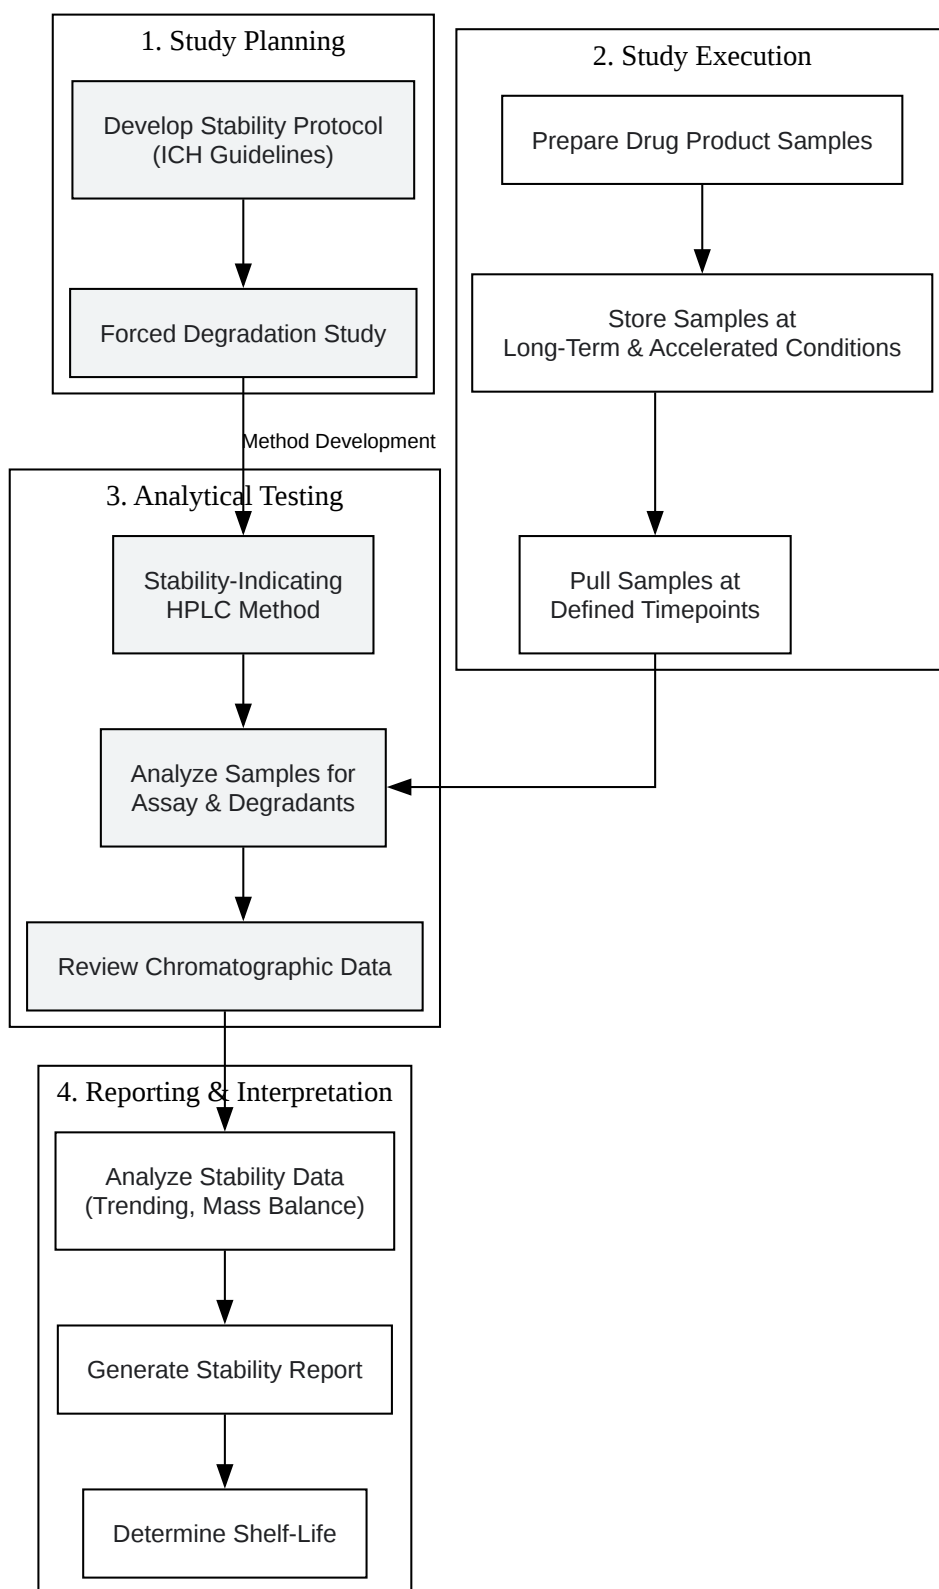 1. Study Planning
Develop Stability Protocol
(ICH Guidelines)
Forced Degradation Study
Method Development
2. Study Execution
Prepare Drug Product Samples
Store Samples at
Long-Term & Accelerated Conditions
Pull Samples at
Defined Timepoints
3. Analytical Testing
Stability-Indicating
HPLC Method
Analyze Samples for
Assay & Degradants
Review Chromatographic Data
4. Reporting & Interpretation
Analyze Stability Data
(Trending, Mass Balance)
Generate Stability Report
Determine Shelf-Life